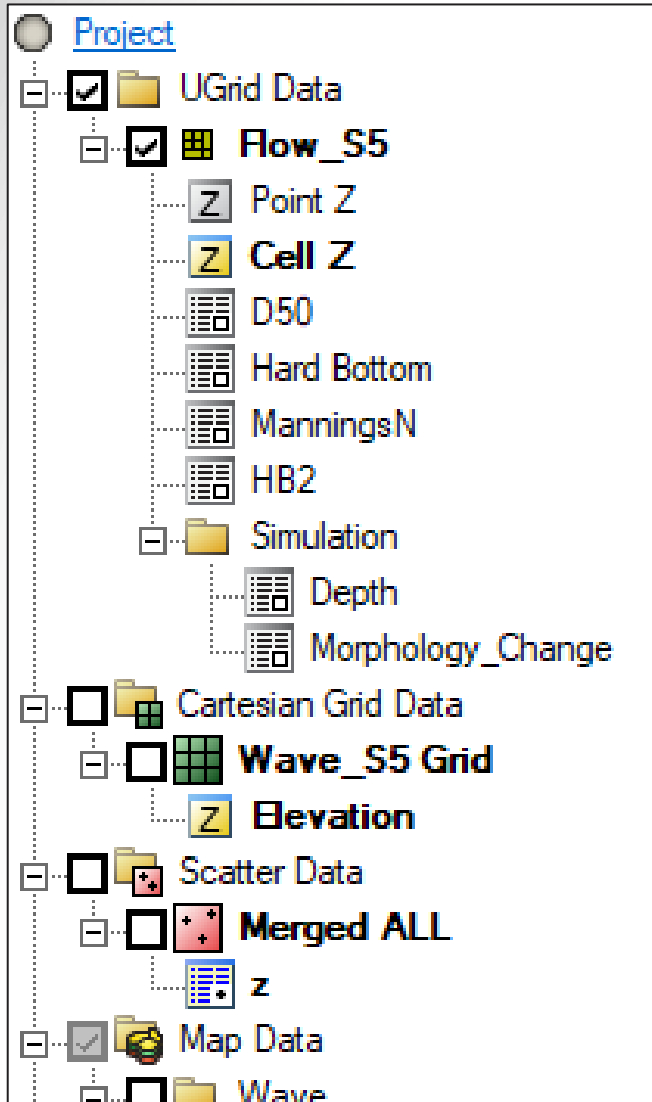 Project
UGrid Data
Flow_S5
Point Z
Cell Z
D50
Hard Bottom
ManningsN
HB2
Simulation
Depth
Morphology_Change
Cartesian Grid Data
Wave_S5 Grid
Elevation
Scatter Data
Merged ALL
z
Map Data
Wave